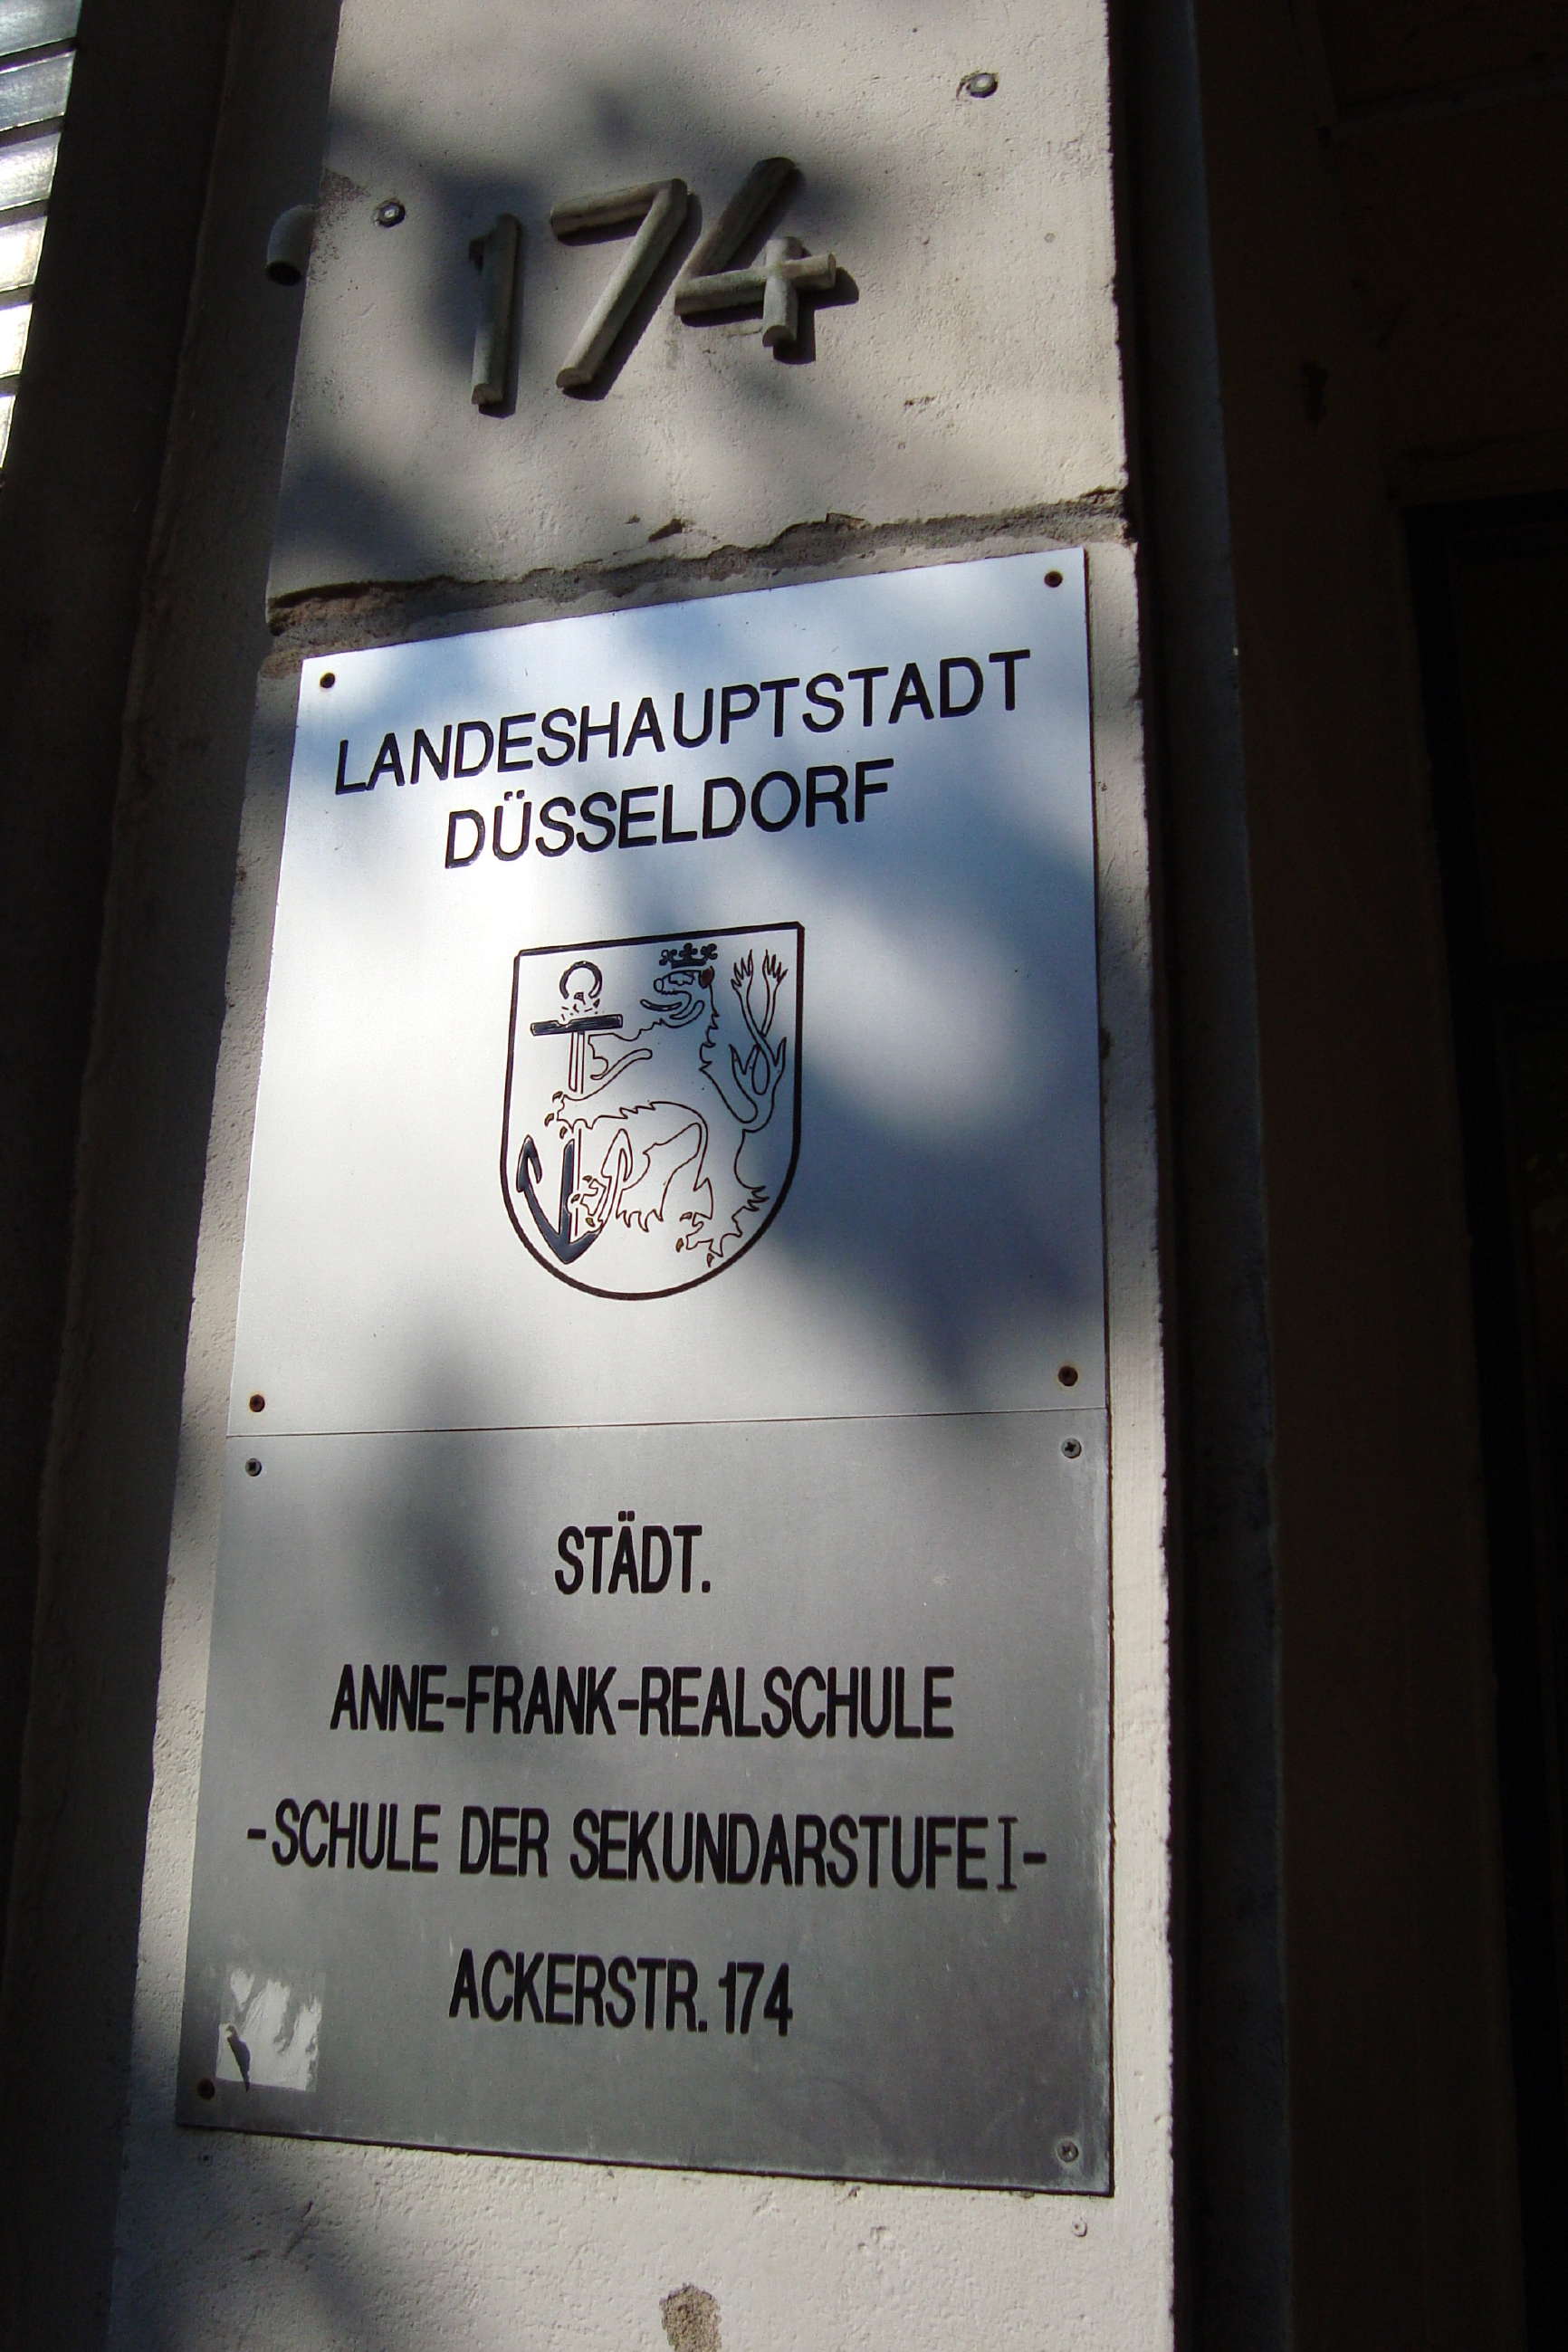 174
LANDESHAUPTSTADT
DÜSSELDORF
STÄDT.
ANNE-FRANK-REALSCHULE
-SCHULE DER SEKUNDARSTUFE I-
ACKERSTR. 174